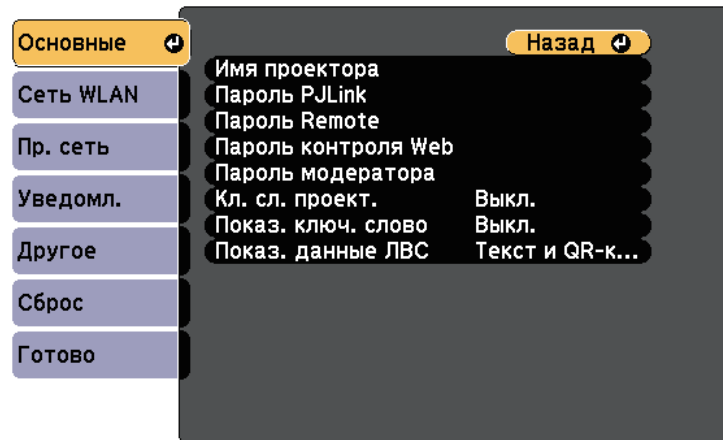 Основные
Сеть WLAN
Пр. сеть
Уведомл.
Другое
Сброс
Готово
Назад
Имя проектора
Пароль PJLink
Пароль Remote
Пароль контроля Web
Пароль модератора
Кл. сл. проект. Выкл.
Показ. ключ. слово Выкл.
Показ. данные ЛВС Текст и QR-к...